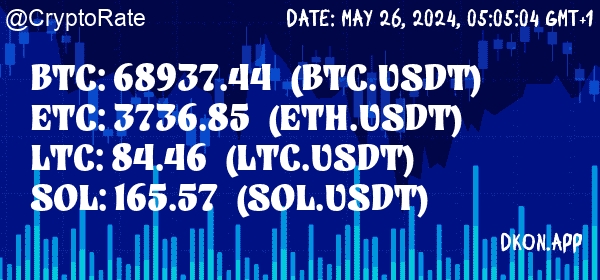 @CryptoRate
DATE: MAY 26, 2024, 05:05:04 GMT+1
BTC: 68937.44 (BTC.USDT)
ETC: 3736.85 (ETH.USDT)
LTC: 84.46 (LTC.USDT)
SOL: 165.57 (SOL.USDT)
DKON.APP